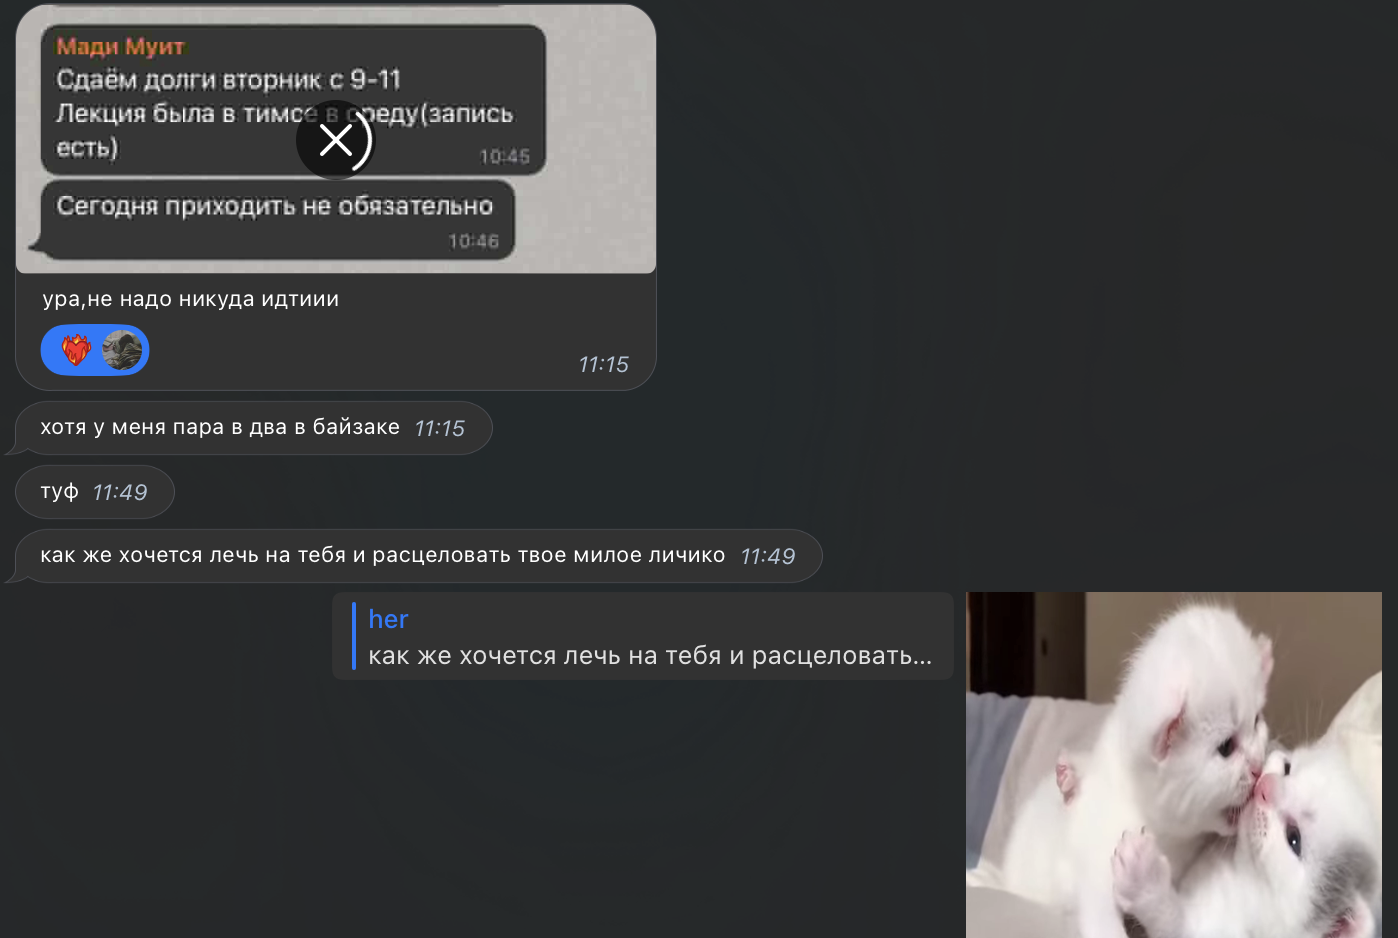 Мади Муит
Сдаём долги вторник с 9-11
Лекция была в тимсе в среду(запись
есть)
10:45
Сегодня приходить не обязательно
10:46
ура,не надо никуда идтиии
11:15
хотя у меня пара в два в байзаке 11:15
туф 11:49
как же хочется лечь на тебя и расцеловать твое милое личико 11:49
her
как же хочется лечь на тебя и расцеловать...